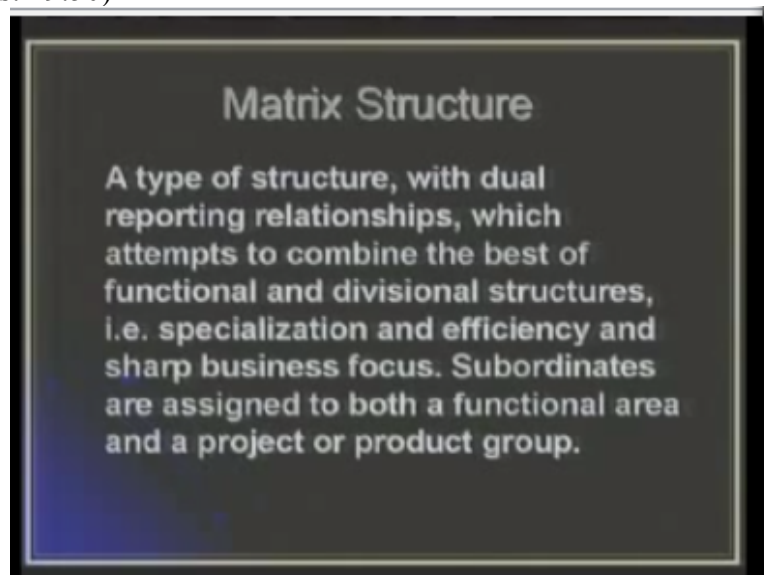 Matrix Structure
A type of structure, with dual
reporting relationships, which
attempts to combine the best of
functional and divisional structures,
i.e. specialization and efficiency and
sharp business focus. Subordinates
are assigned to both a functional area
and a project or product group.